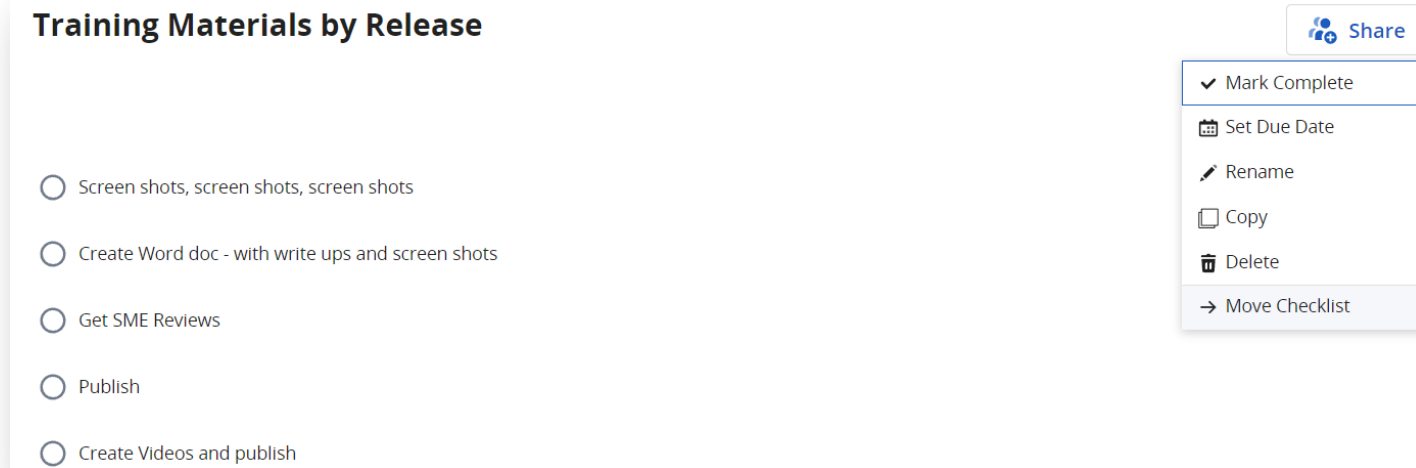 Training Materials by Release
Share
Mark Complete
Set Due Date
Rename
Copy
Delete
Move Checklist
Screen shots, screen shots, screen shots
Create Word doc - with write ups and screen shots
Get SME Reviews
Publish
Create Videos and publish